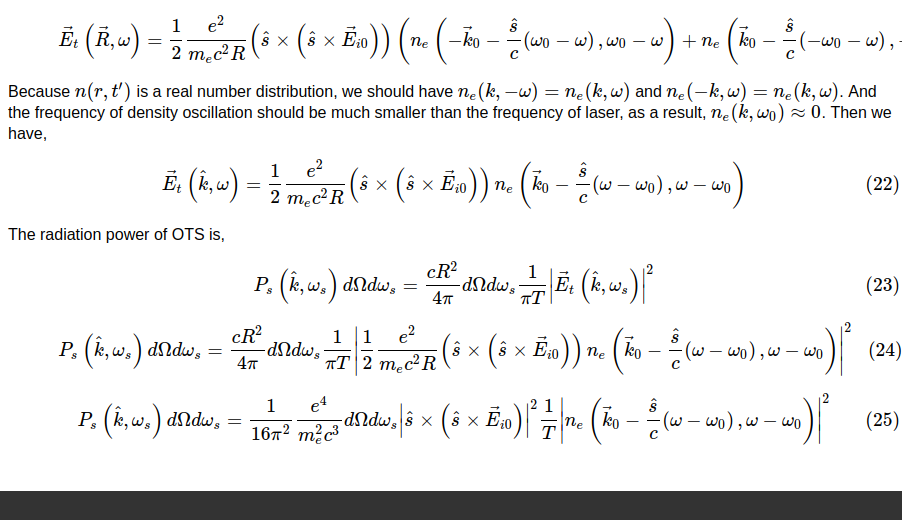 $\vec{E}_t\left(\vec{R},\omega\right)=\frac{1}{2}\frac{e^2}{m_ec^2R}\left(\hat{s}\times\left(\hat{s}\times\vec{E}_{i0}\right)\right)\left(n_e\left(-\vec{k}_0-\frac{\hat{s}}{c}(\omega_0-\omega),\omega_0-\omega\right)+n_e\left(\vec{k}_0-\frac{\hat{s}}{c}(-\omega_0-\omega),-$
Because $n(r,t')$ is a real number distribution, we should have $n_e(k,-\omega)=n_e(k,\omega)$ and $n_e(-k,\omega)=n_e(k,\omega)$. And
the frequency of density oscillation should be much smaller than the frequency of laser, as a result, $n_e(k,\omega_0)\approx 0$. Then we
have,
$\vec{E}_t\left(\hat{k},\omega\right)=\frac{1}{2}\frac{e^2}{m_ec^2R}\left(\hat{s}\times\left(\hat{s}\times\vec{E}_{i0}\right)\right)n_e\left(\vec{k}_0-\frac{\hat{s}}{c}(\omega-\omega_0),\omega-\omega_0\right)$ (22)
The radiation power of OTS is,
$P_s\left(\hat{k},\omega_s\right)d\Omega d\omega_s=\frac{cR^2}{4\pi}d\Omega d\omega_s\frac{1}{\pi T}\left|\vec{E}_t\left(\hat{k},\omega_s\right)\right|^2$ (23)
$P_s\left(\hat{k},\omega_s\right)d\Omega d\omega_s=\frac{cR^2}{4\pi}d\Omega d\omega_s\frac{1}{\pi T}\left|\frac{1}{2}\frac{e^2}{m_ec^2R}\left(\hat{s}\times\left(\hat{s}\times\vec{E}_{i0}\right)\right)n_e\left(\vec{k}_0-\frac{\hat{s}}{c}(\omega-\omega_0),\omega-\omega_0\right)\right|^2$ (24)
$P_s\left(\hat{k},\omega_s\right)d\Omega d\omega_s=\frac{1}{16\pi^2}\frac{e^4}{m_e^2c^3}d\Omega d\omega_s\left|\hat{s}\times\left(\hat{s}\times\vec{E}_{i0}\right)\right|^2\frac{1}{T}\left|n_e\left(\vec{k}_0-\frac{\hat{s}}{c}(\omega-\omega_0),\omega-\omega_0\right)\right|^2$ (25)